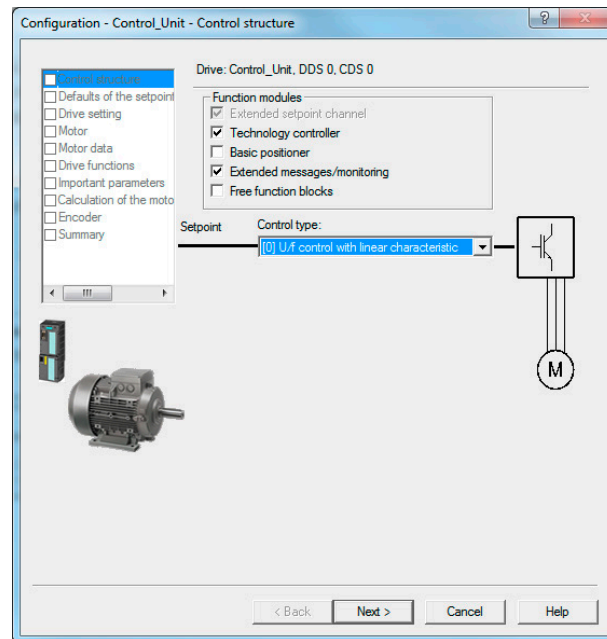 Configuration - Control_Unit - Control structure
Control structure
Defaults of the setpoint
Drive setting
Motor
Motor data
Drive functions
Important parameters
Calculation of the moto
Encoder
Summary
Drive: Control_Unit, DDS 0, CDS 0
Function modules
Extended setpoint channel
Technology controller
Basic positioner
Extended messages/monitoring
Free function blocks
Setpoint
Control type:
[0] U/f control with linear characteristic
M
< Back
Next >
Cancel
Help